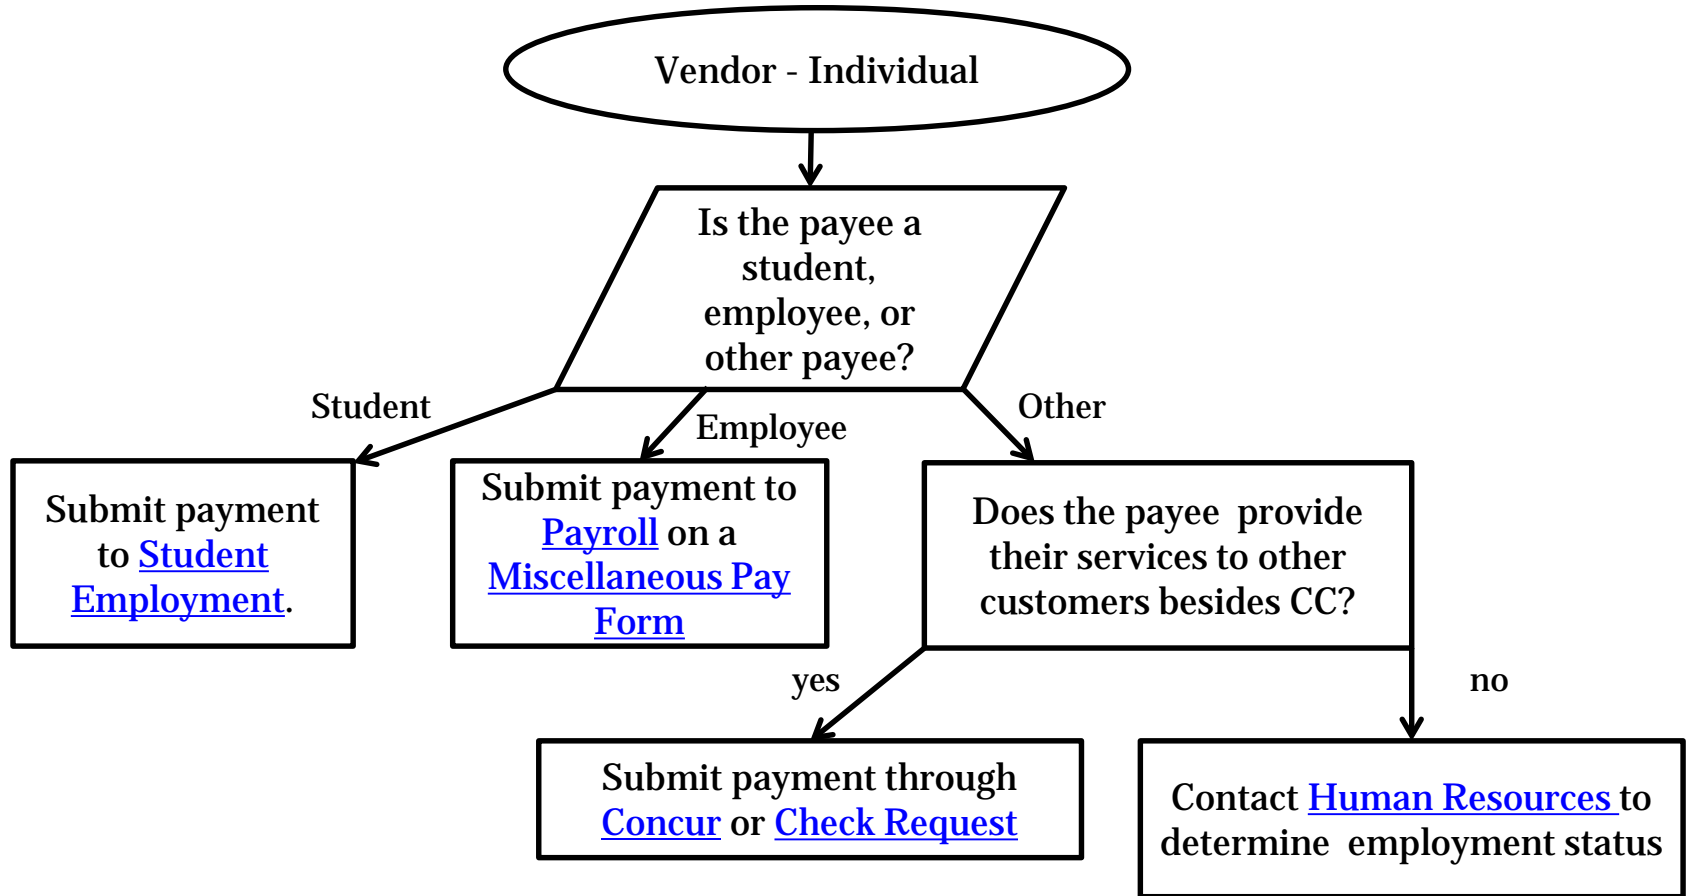 Vendor - Individual
Is the payee a
student,
employee, or
other payee?
Student
Employee
Other
Submit payment
to Student
Employment.
Submit payment to
Payroll on a
Miscellaneous Pay
Form
Does the payee provide
their services to other
customers besides CC?
yes
no
Submit payment through
Concur or Check Request
Contact Human Resources to
determine employment status